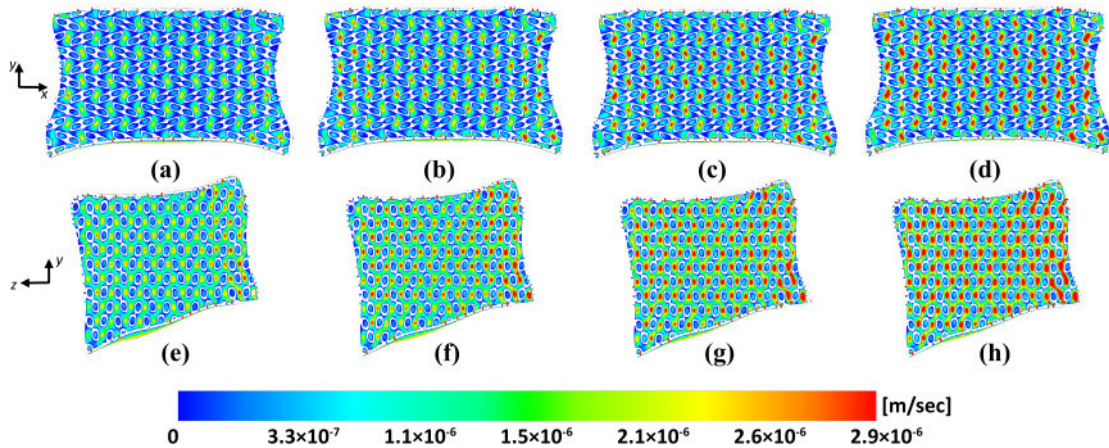 y
x
(a)
(b)
(c)
(d)
y
z
(e)
(f)
(g)
(h)
[m/sec]
0 3.3×10⁻⁷ 1.1×10⁻⁶ 1.5×10⁻⁶ 2.1×10⁻⁶ 2.6×10⁻⁶ 2.9×10⁻⁶